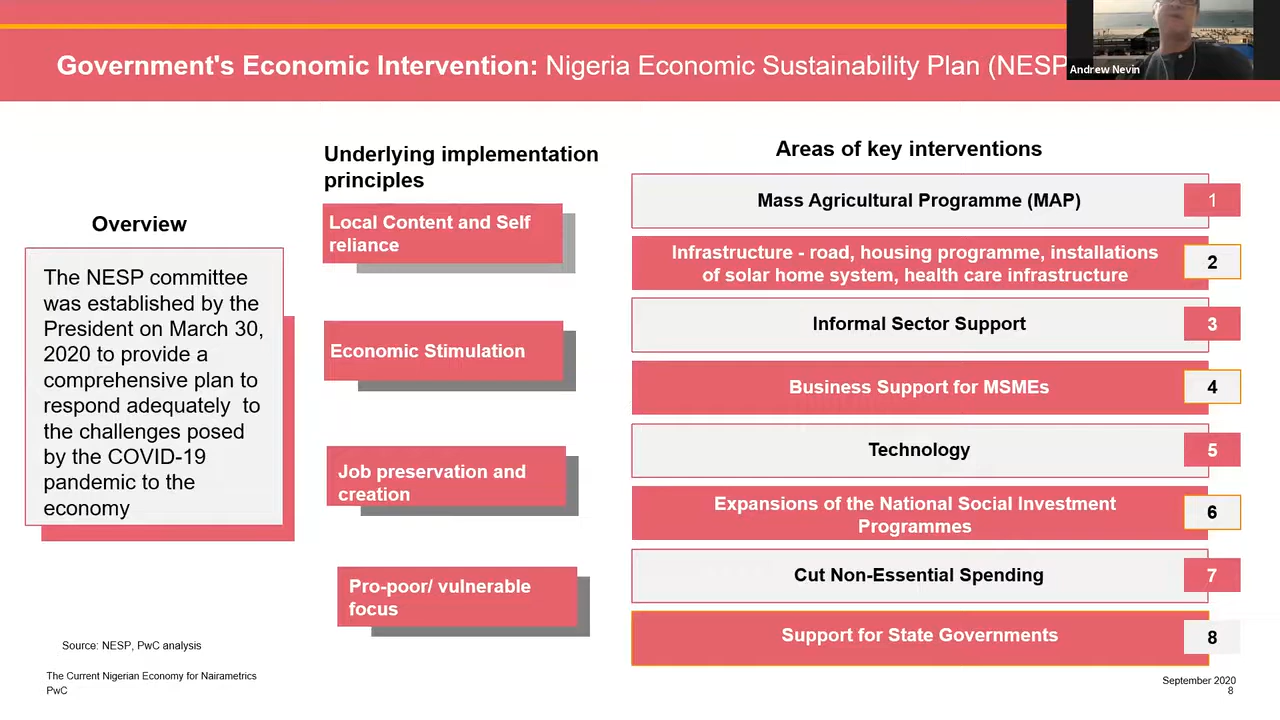 Government's Economic Intervention: Nigeria Economic Sustainability Plan (NESP
Andrew Nevin
Overview
The NESP committee
was established by the
President on March 30,
2020 to provide a
comprehensive plan to
respond adequately to
the challenges posed
by the COVID-19
pandemic to the
economy
Underlying implementation
principles
Local Content and Self
reliance
Economic Stimulation
Job preservation and
creation
Pro-poor/ vulnerable
focus
Areas of key interventions
Mass Agricultural Programme (MAP) 1
Infrastructure - road, housing programme, installations
of solar home system, health care infrastructure 2
Informal Sector Support 3
Business Support for MSMEs 4
Technology 5
Expansions of the National Social Investment
Programmes 6
Cut Non-Essential Spending 7
Support for State Governments 8
Source: NESP, PwC analysis
The Current Nigerian Economy for Nairametrics
PwC
September 2020
8